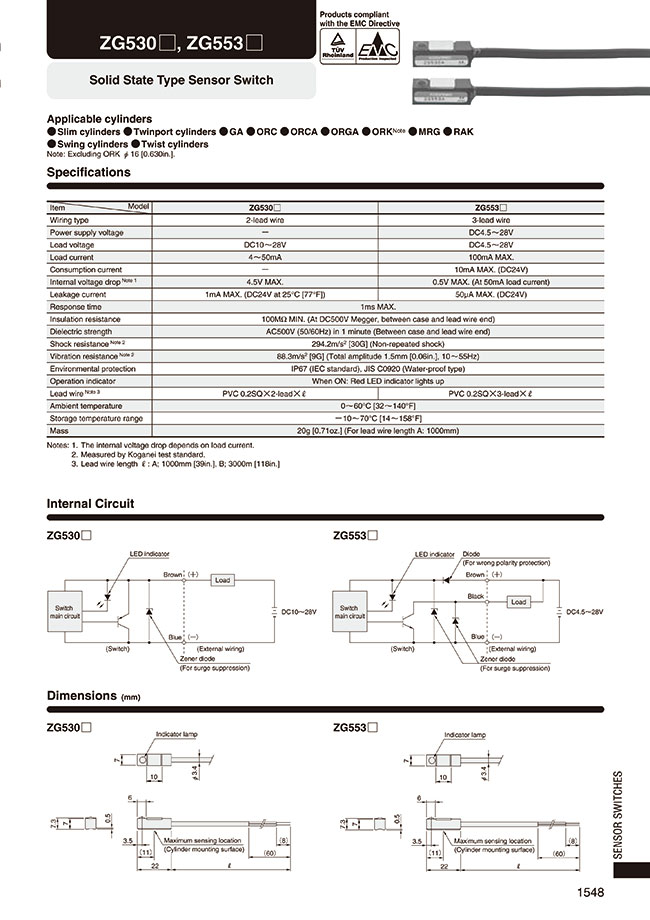 ZG530□, ZG553□
Products compliant
with the EMC Directive
TÜV
Rheinland
EMC
Production Inspected
Solid State Type Sensor Switch
Applicable cylinders
●Slim cylinders ●Twinport cylinders ●GA ●ORC ●ORCA ●ORGA ●ORK Note ●MRG ●RAK
●Swing cylinders ●Twist cylinders
Note: Excluding ORK φ16 [0.630in.].
Specifications
Item Model ZG530□ ZG553□
Wiring type 2-lead wire 3-lead wire
Power supply voltage — DC4.5～28V
Load voltage DC10～28V DC4.5～28V
Load current 4～50mA 100mA MAX.
Consumption current — 10mA MAX. (DC24V)
Internal voltage drop Note 1 4.5V MAX. 0.5V MAX. (At 50mA load current)
Leakage current 1mA MAX. (DC24V at 25°C [77°F]) 50μA MAX. (DC24V)
Response time 1ms MAX.
Insulation resistance 100MΩ MIN. (At DC500V Megger, between case and lead wire end)
Dielectric strength AC500V (50/60Hz) in 1 minute (Between case and lead wire end)
Shock resistance Note 2 294.2m/s² [30G] (Non-repeated shock)
Vibration resistance Note 2 88.3m/s² [9G] (Total amplitude 1.5mm [0.06in.], 10～55Hz)
Environmental protection IP67 (IEC standard), JIS C0920 (Water-proof type)
Operation indicator When ON: Red LED indicator lights up
Lead wire Note 3 PVC 0.2SQ×2-lead×ℓ PVC 0.2SQ×3-lead×ℓ
Ambient temperature 0～60°C [32～140°F]
Storage temperature range －10～70°C [14～158°F]
Mass 20g [0.71oz.] (For lead wire length A: 1000mm)
Notes: 1. The internal voltage drop depends on load current.
2. Measured by Koganei test standard.
3. Lead wire length ℓ : A; 1000mm [39in.], B; 3000m [118in.]
Internal Circuit
ZG530□
LED indicator
Brown (+)
Load
Switch
main circuit
DC10～28V
Blue (—)
(Switch) (External wiring)
Zener diode
(For surge suppression)
ZG553□
LED indicator Diode
(For wrong polarity protection)
Brown (+)
Black
Load
Switch
main circuit
DC4.5～28V
Blue (—)
(Switch) (External wiring)
Zener diode
(For surge suppression)
Dimensions (mm)
ZG530□
Indicator lamp
7
10
φ3.4
6
7.3
7
0.5
3.5
(11)
22
Maximum sensing location
(Cylinder mounting surface)
(8)
(60)
ℓ
ZG553□
Indicator lamp
7
10
φ3.4
6
7.3
7
0.5
3.5
(11)
22
Maximum sensing location
(Cylinder mounting surface)
(8)
(60)
ℓ
SENSOR SWITCHES
1548